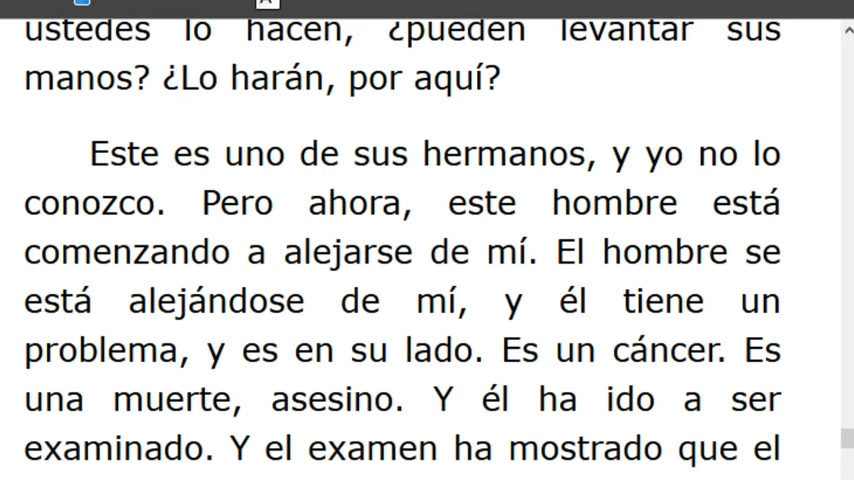 ustedes lo hacen, ¿pueden levantar sus
manos? ¿Lo harán, por aquí?
Este es uno de sus hermanos, y yo no lo
conozco. Pero ahora, este hombre está
comenzando a alejarse de mí. El hombre se
está alejándose de mí, y él tiene un
problema, y es en su lado. Es un cáncer. Es
una muerte, asesino. Y él ha ido a ser
examinado. Y el examen ha mostrado que el